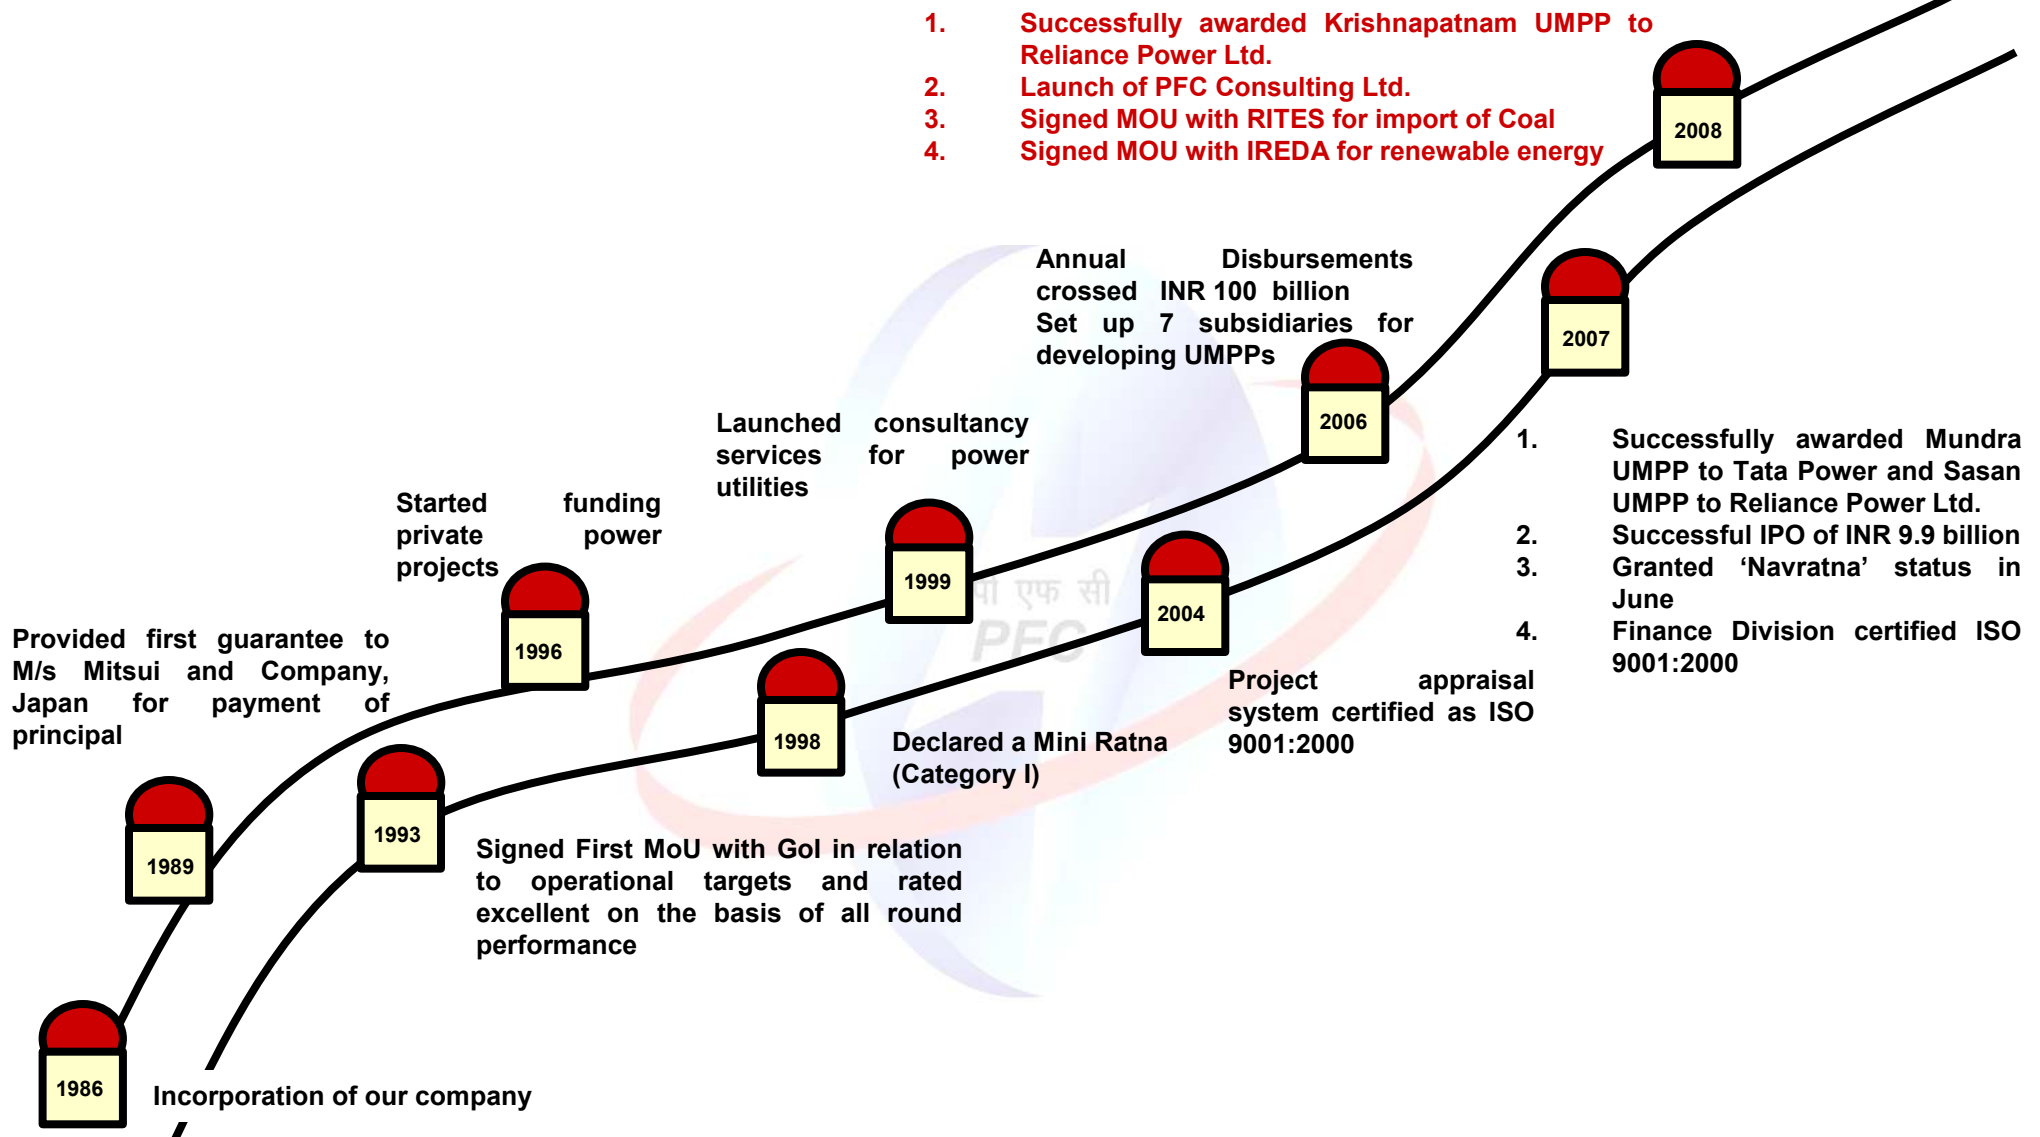 1. Successfully awarded Krishnapatnam UMPP to
Reliance Power Ltd.
2. Launch of PFC Consulting Ltd.
3. Signed MOU with RITES for import of Coal
4. Signed MOU with IREDA for renewable energy
2008
Annual Disbursements
crossed INR 100 billion
Set up 7 subsidiaries for
developing UMPPs
2007
2006
1. Successfully awarded Mundra
UMPP to Tata Power and Sasan
UMPP to Reliance Power Ltd.
2. Successful IPO of INR 9.9 billion
3. Granted ‘Navratna’ status in
June
4. Finance Division certified ISO
9001:2000
Launched consultancy
services for power
utilities
Started funding
private power
projects
1999
पी एफ सी
PFC
2004
1996
Provided first guarantee to
M/s Mitsui and Company,
Japan for payment of
principal
Project appraisal
system certified as ISO
9001:2000
1998
Declared a Mini Ratna
(Category I)
1993
1989
Signed First MoU with GoI in relation
to operational targets and rated
excellent on the basis of all round
performance
1986
Incorporation of our company